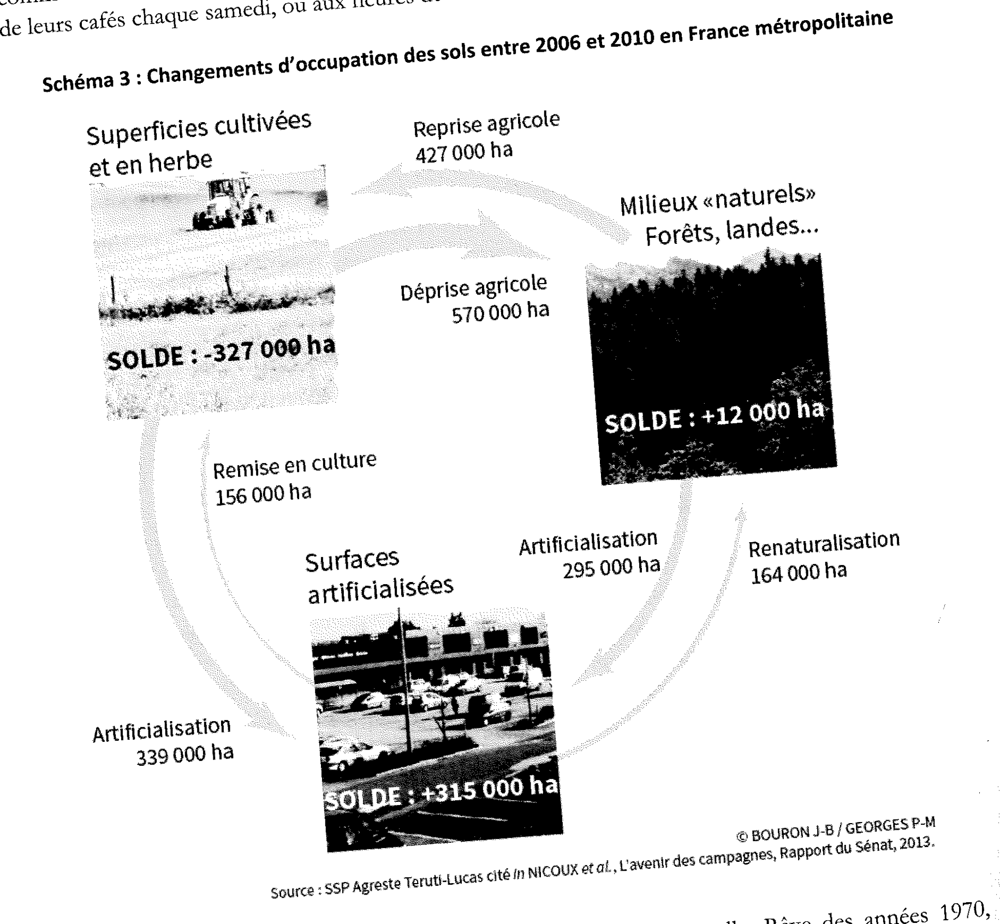 de leurs cafés chaque samedi, ou aux heures
Schéma 3 : Changements d'occupation des sols entre 2006 et 2010 en France métropolitaine
Superficies cultivées
et en herbe
Reprise agricole
427 000 ha
Milieux «naturels»
Forêts, landes...
Déprise agricole
570 000 ha
SOLDE : -327 000 ha
SOLDE : +12 000 ha
Remise en culture
156 000 ha
Artificialisation
295 000 ha
Renaturalisation
164 000 ha
Surfaces
artificialisées
Artificialisation
339 000 ha
SOLDE : +315 000 ha
© BOURON J-B / GEORGES P-M
Source : SSP Agreste Teruti-Lucas cité in NICOUX et al., L'avenir des campagnes, Rapport du Sénat, 2013.
des années 1970,